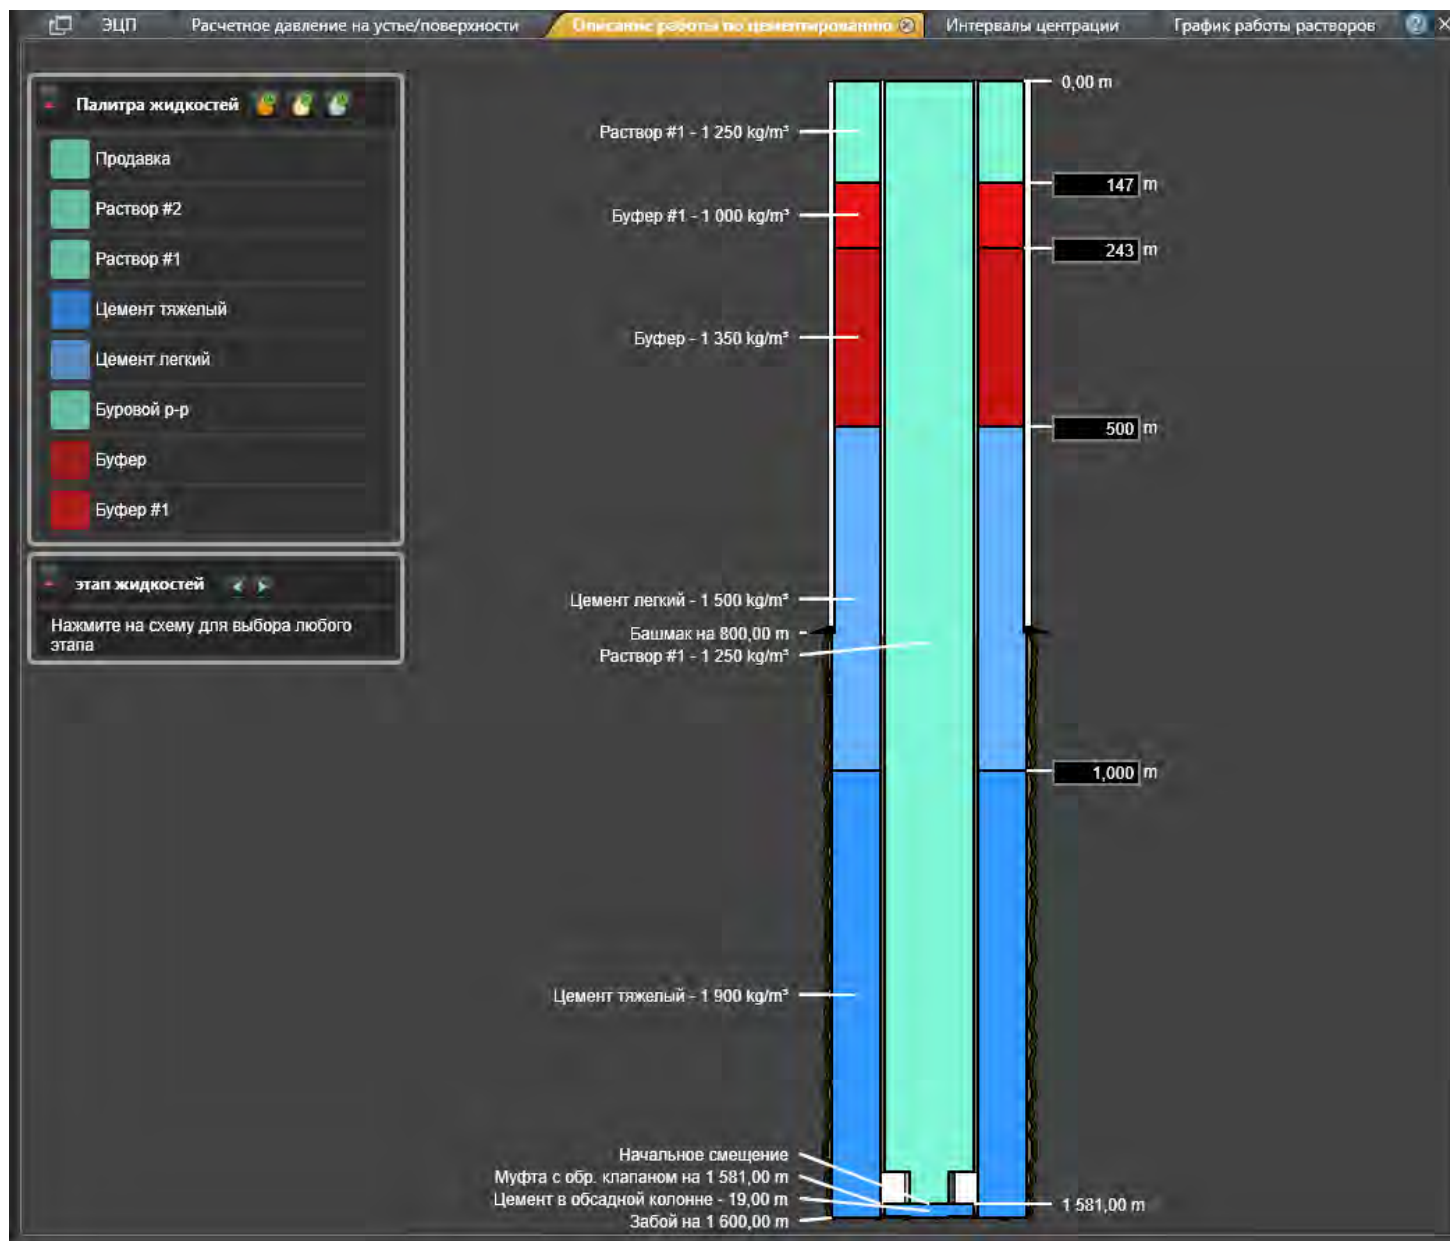 ЭЦП
Расчетное давление на устье/поверхности
Описание работы по цементированию
Интервалы центрации
График работы растворов
Палитра жидкостей
Продавка
Раствор #2
Раствор #1
Цемент тяжелый
Цемент легкий
Буровой р-р
Буфер
Буфер #1
этап жидкостей
Нажмите на схему для выбора любого
этапа
0,00 m
Раствор #1 - 1 250 kg/m³
147 m
Буфер #1 - 1 000 kg/m³
243 m
Буфер - 1 350 kg/m³
500 m
Цемент легкий - 1 500 kg/m³
Башмак на 800,00 m
Раствор #1 - 1 250 kg/m³
1,000 m
Цемент тяжелый - 1 900 kg/m³
Начальное смещение
Муфта с обр. клапаном на 1 581,00 m
Цемент в обсадной колонне - 19,00 m
1 581,00 m
Забой на 1 600,00 m